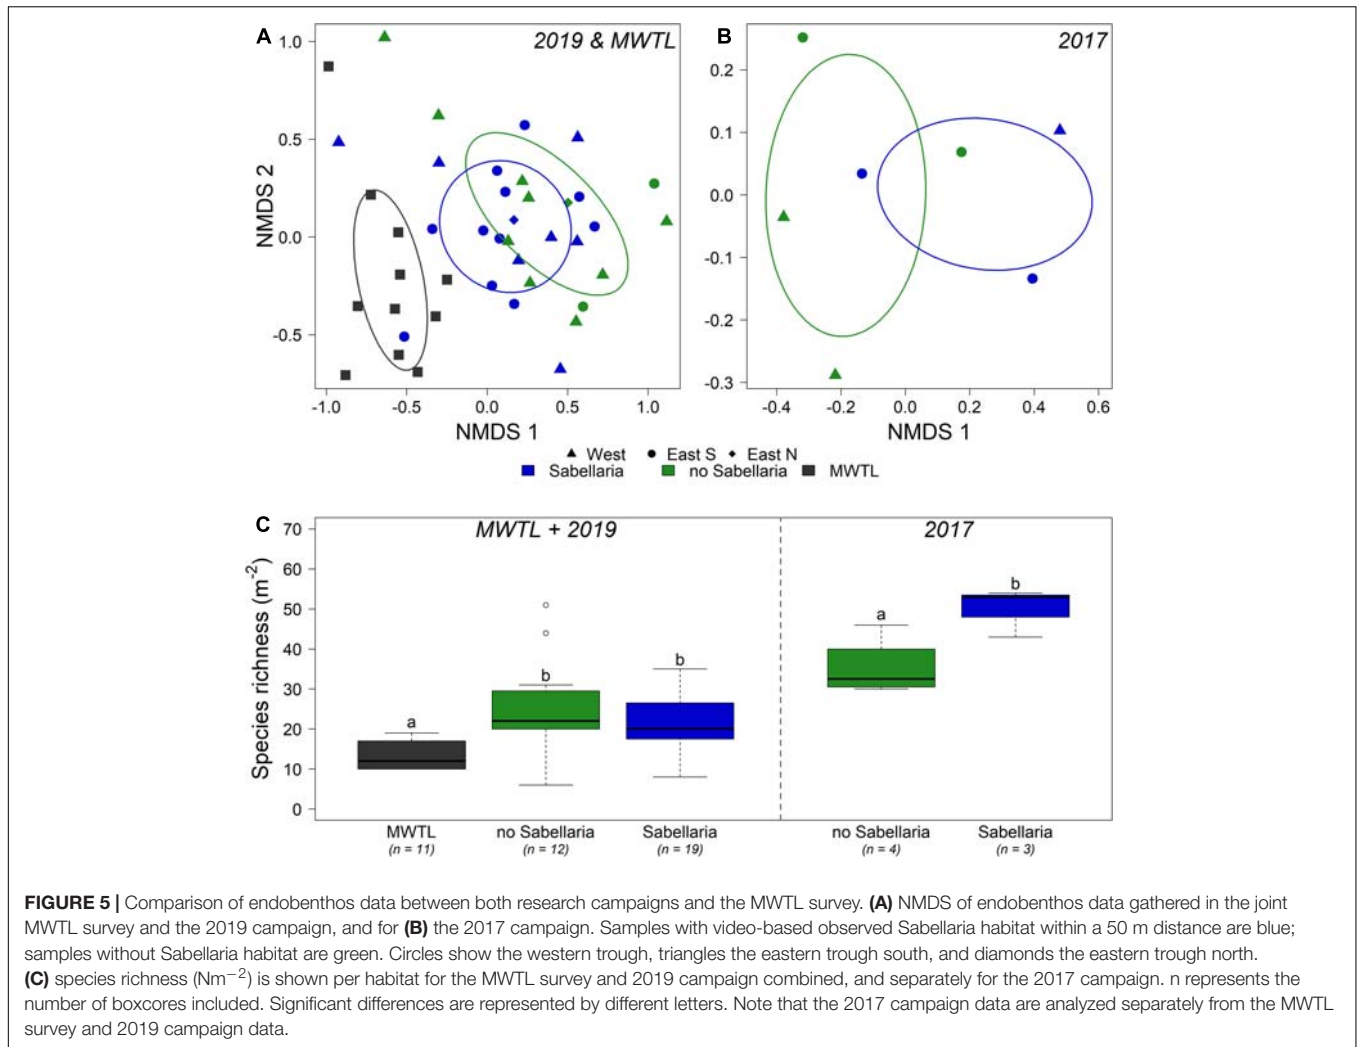 A
2019 & MWTL
1.0
0.5
0.0
-0.5
NMDS 2
-1.0
-0.5
0.0
0.5
1.0
NMDS 1
B
2017
0.2
0.1
0.0
-0.1
-0.2
-0.3
-0.4
-0.2
0.0
0.2
0.4
0.6
NMDS 1
West East S East N
Sabellaria no Sabellaria MWTL
C
MWTL + 2019
2017
70
60
50
40
30
20
10
0
Species richness (m-2)
a
b
b
a
b
MWTL
(n = 11)
no Sabellaria
(n = 12)
Sabellaria
(n = 19)
no Sabellaria
(n = 4)
Sabellaria
(n = 3)
FIGURE 5 | Comparison of endobenthos data between both research campaigns and the MWTL survey. (A) NMDS of endobenthos data gathered in the joint
MWTL survey and the 2019 campaign, and for (B) the 2017 campaign. Samples with video-based observed Sabellaria habitat within a 50 m distance are blue;
samples without Sabellaria habitat are green. Circles show the western trough, triangles the eastern trough south, and diamonds the eastern trough north.
(C) species richness (Nm−2) is shown per habitat for the MWTL survey and 2019 campaign combined, and separately for the 2017 campaign. n represents the
number of boxcores included. Significant differences are represented by different letters. Note that the 2017 campaign data are analyzed separately from the MWTL
survey and 2019 campaign data.